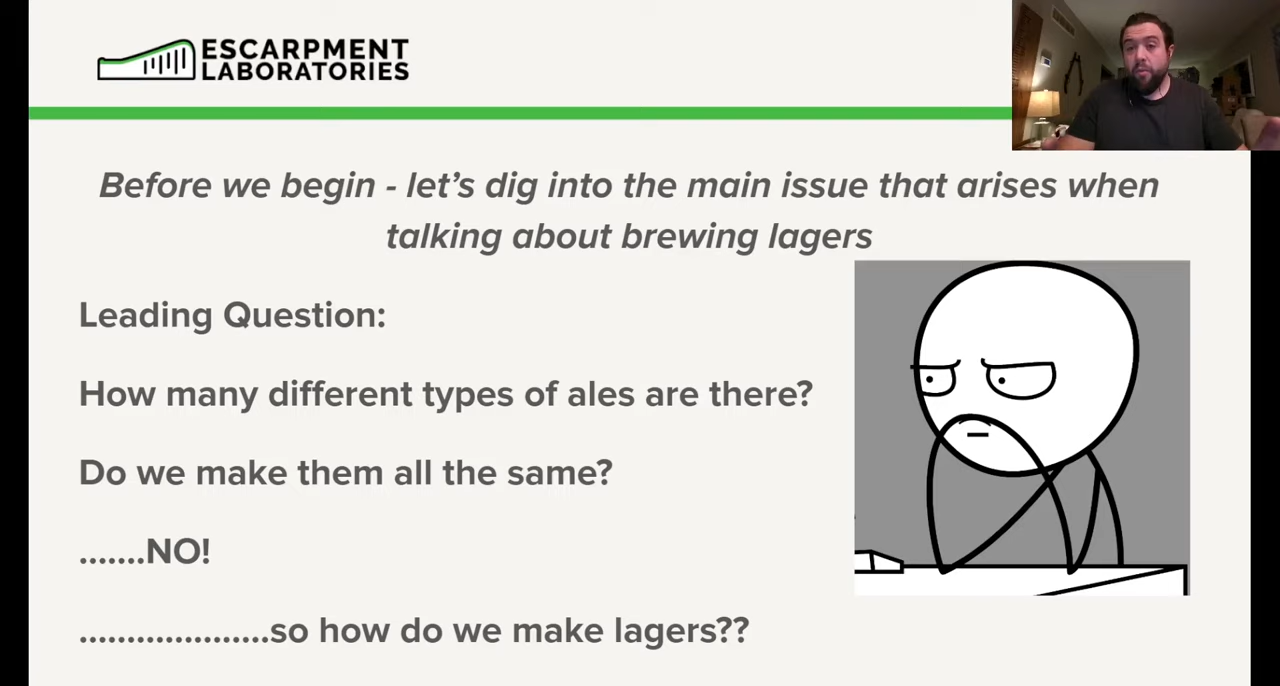 ESCARPMENT
LABORATORIES
Before we begin - let's dig into the main issue that arises when
talking about brewing lagers
Leading Question:
How many different types of ales are there?
Do we make them all the same?
.......NO!
....................so how do we make lagers??